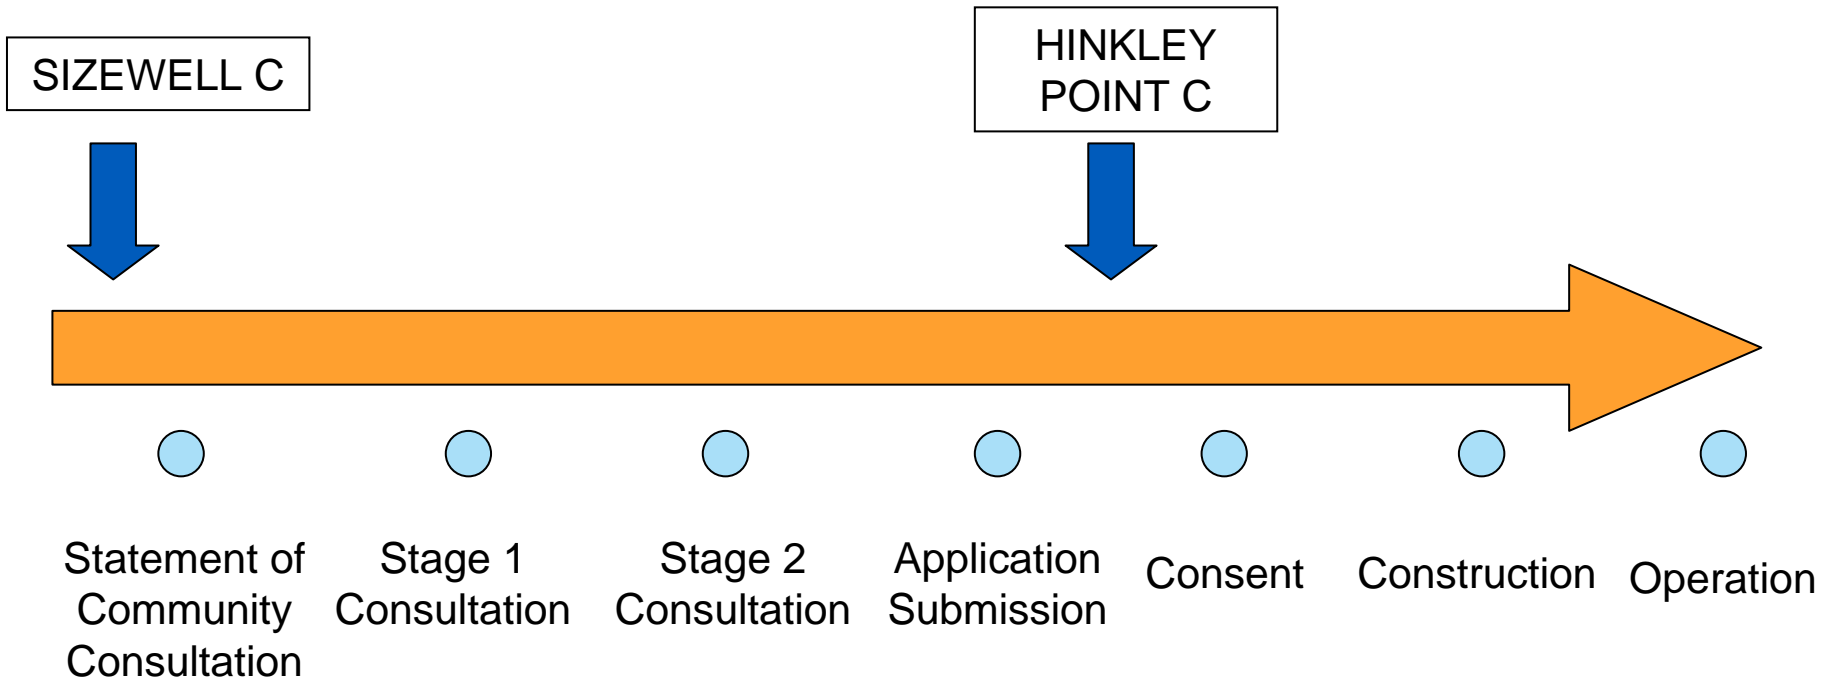 SIZEWELL C
HINKLEY
POINT C
Statement of
Community
Consultation
Stage 1
Consultation
Stage 2
Consultation
Application
Submission
Consent
Construction
Operation